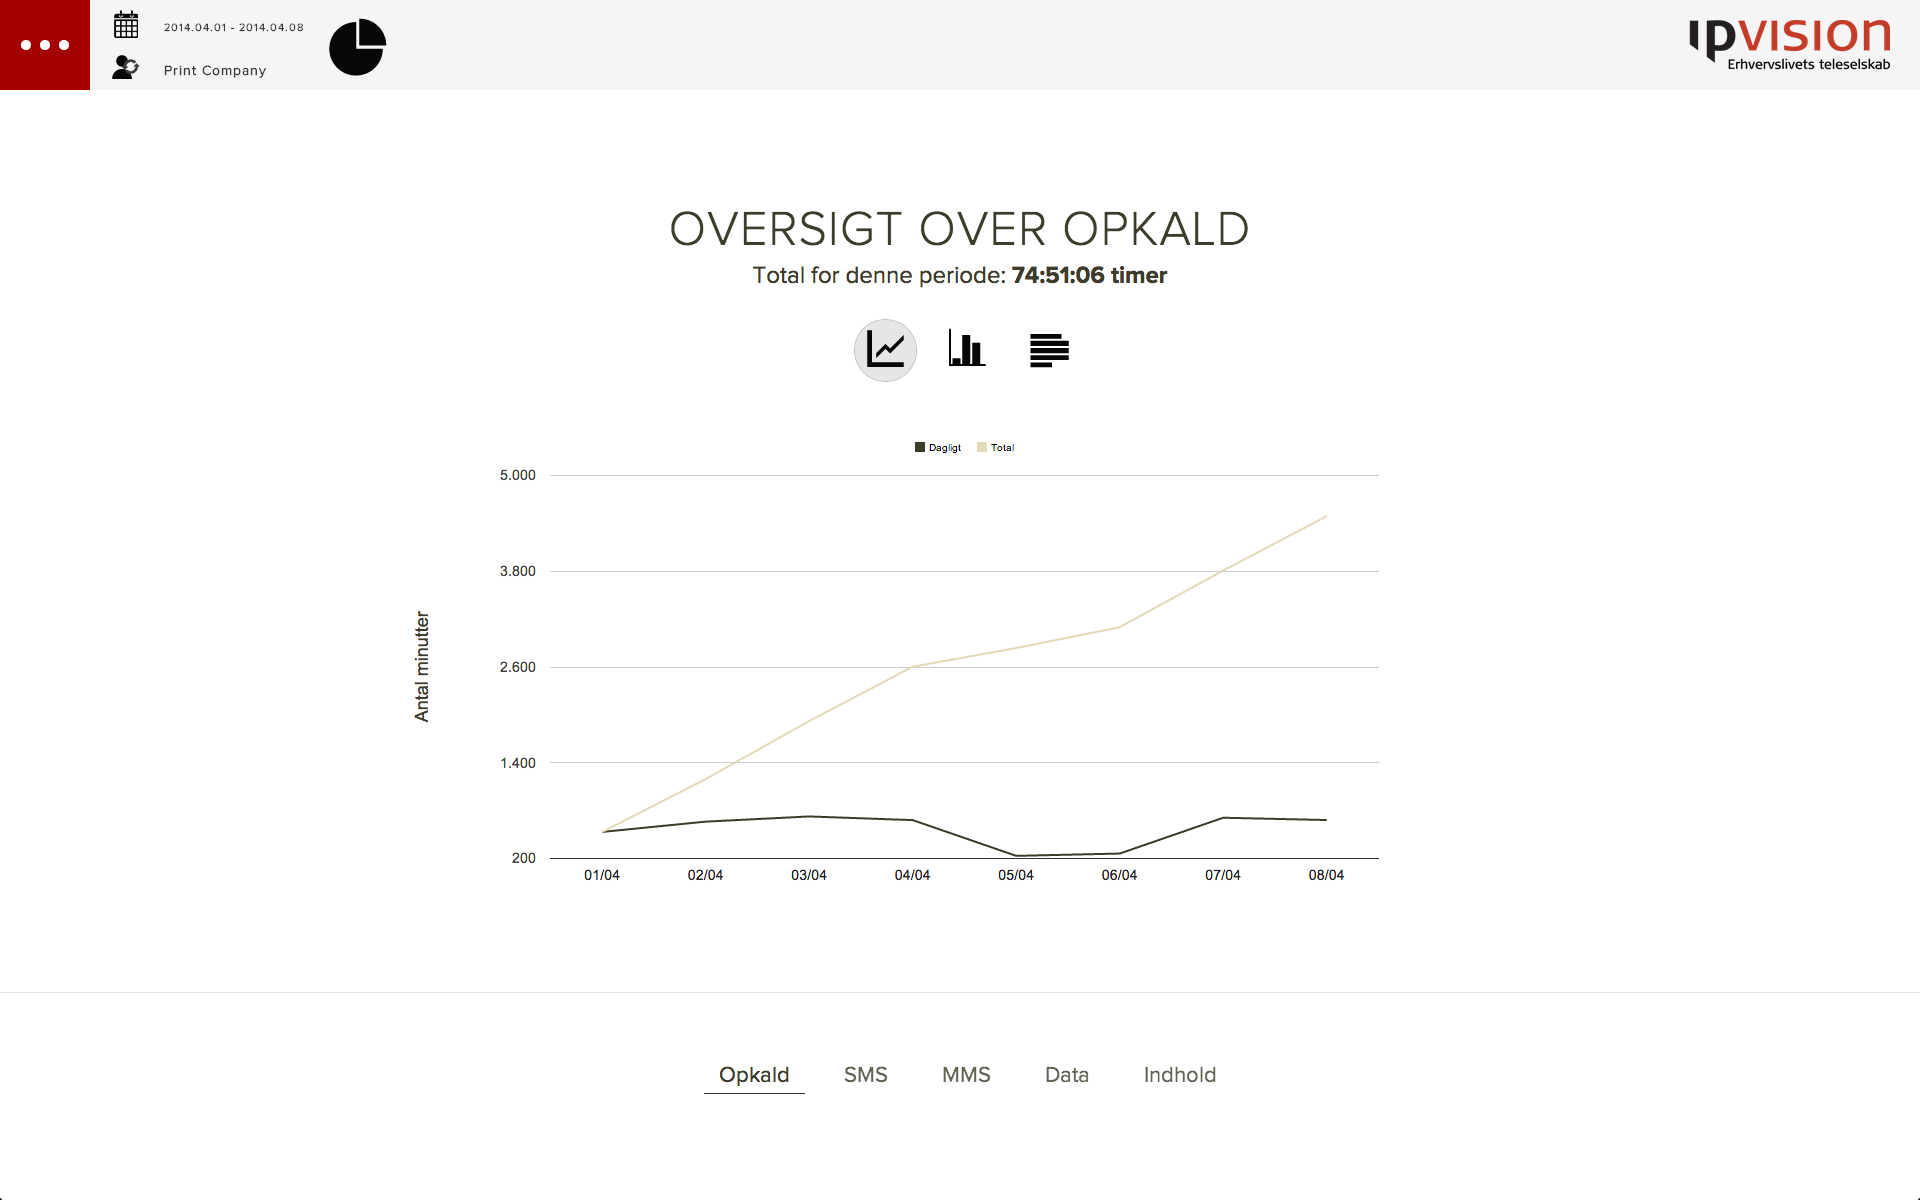 2014.04.01 - 2014.04.08
Print Company
ipvision
Erhvervslivets teleselskab
OVERSIGT OVER OPKALD
Total for denne periode: 74:51:06 timer
Dagligt Total
5.000
3.800
2.600
1.400
200
Antal minutter
01/04 02/04 03/04 04/04 05/04 06/04 07/04 08/04
Opkald SMS MMS Data Indhold